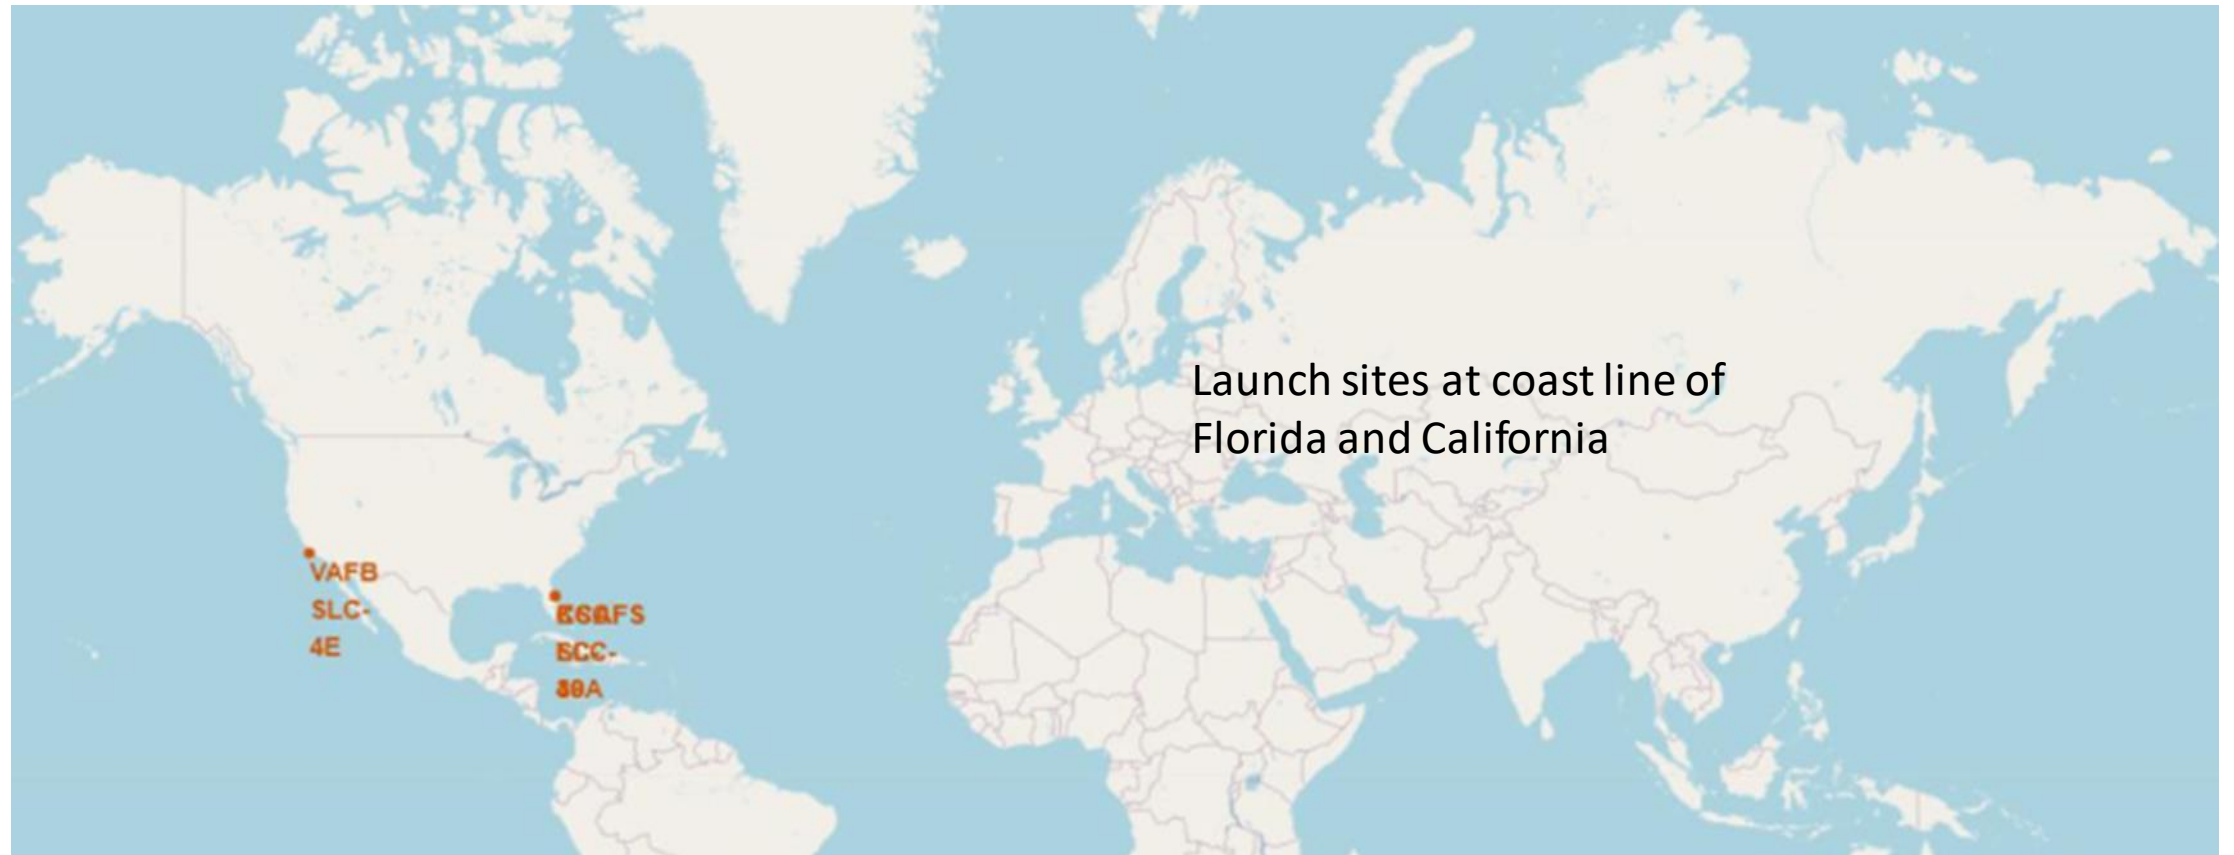 Launch sites at coast line of
Florida and California
VAFB
SLC-
4E